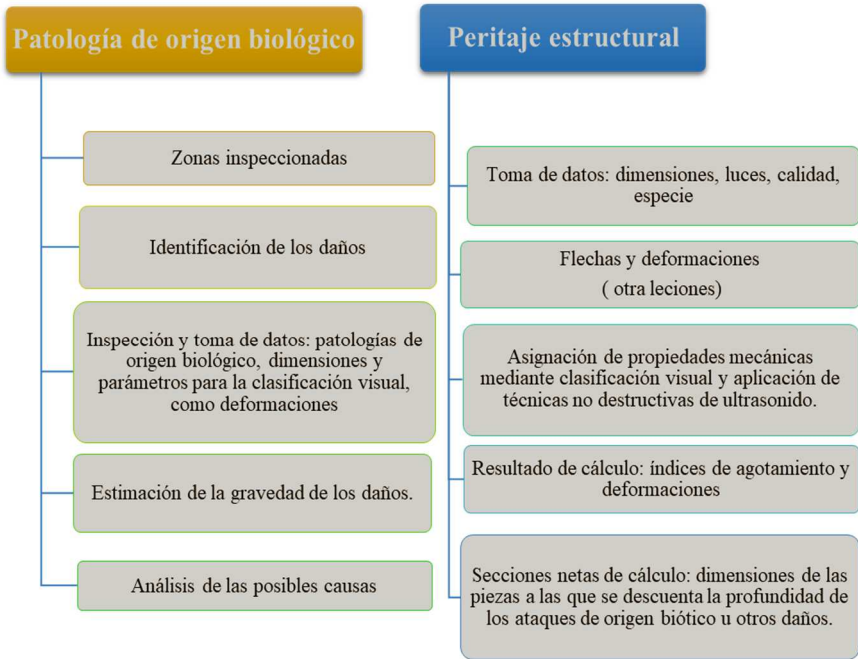 Patología de origen biológico
Zonas inspeccionadas
Identificación de los daños
Inspección y toma de datos: patologías de
origen biológico, dimensiones y
parámetros para la clasificación visual,
como deformaciones
Estimación de la gravedad de los daños.
Análisis de las posibles causas
Peritaje estructural
Toma de datos: dimensiones, luces, calidad,
especie
Flechas y deformaciones
( otra leciones)
Asignación de propiedades mecánicas
mediante clasificación visual y aplicación de
técnicas no destructivas de ultrasonido.
Resultado de cálculo: índices de agotamiento y
deformaciones
Secciones netas de cálculo: dimensiones de las
piezas a las que se descuenta la profundidad de
los ataques de origen biótico u otros daños.